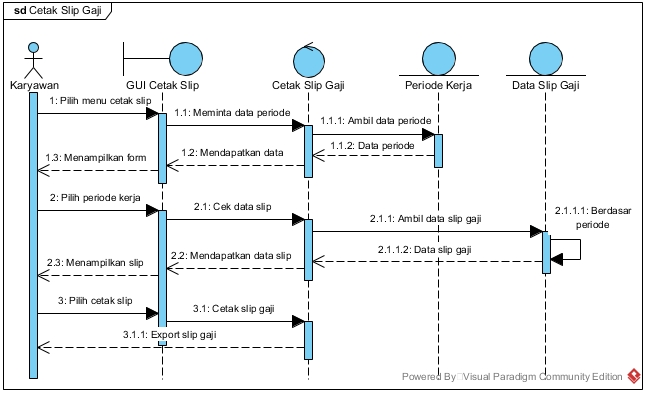 sd Cetak Slip Gaji
Karyawan
GUI Cetak Slip
Cetak Slip Gaji
Periode Kerja
Data Slip Gaji
1: Pilih menu cetak slip
1.1: Meminta data periode
1.1.1: Ambil data periode
1.1.2: Data periode
1.2: Mendapatkan data
1.3: Menampilkan form
2: Pilih periode kerja
2.1: Cek data slip
2.1.1: Ambil data slip gaji
2.1.1.1: Berdasar
periode
2.1.1.2: Data slip gaji
2.2: Mendapatkan data slip
2.3: Menampilkan slip
3: Pilih cetak slip
3.1: Cetak slip gaji
3.1.1: Export slip gaji
Powered By Visual Paradigm Community Edition